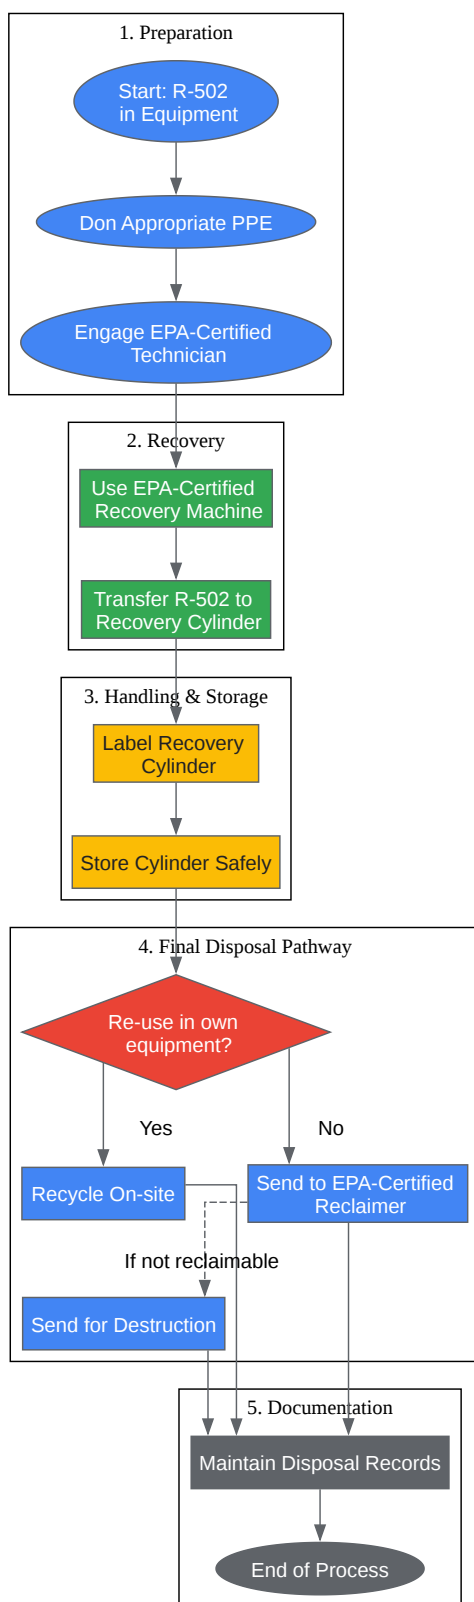 1. Preparation
Start: R-502
in Equipment
Don Appropriate PPE
Engage EPA-Certified
Technician
2. Recovery
Use EPA-Certified
Recovery Machine
Transfer R-502 to
Recovery Cylinder
3. Handling & Storage
Label Recovery
Cylinder
Store Cylinder Safely
4. Final Disposal Pathway
Re-use in own
equipment?
Yes
No
Recycle On-site
Send to EPA-Certified
Reclaimer
If not reclaimable
Send for Destruction
5. Documentation
Maintain Disposal Records
End of Process